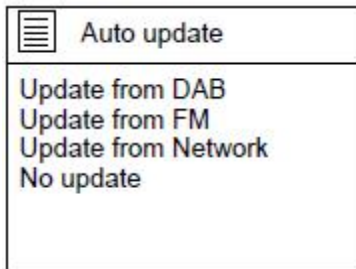 Auto update
Update from DAB
Update from FM
Update from Network
No update